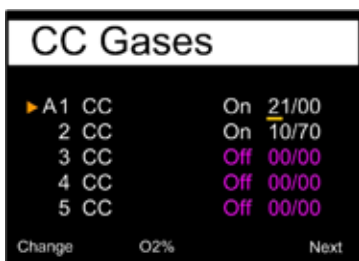 CC Gases
A1 CC On 21/00
2 CC On 10/70
3 CC Off 00/00
4 CC Off 00/00
5 CC Off 00/00
Change O2% Next